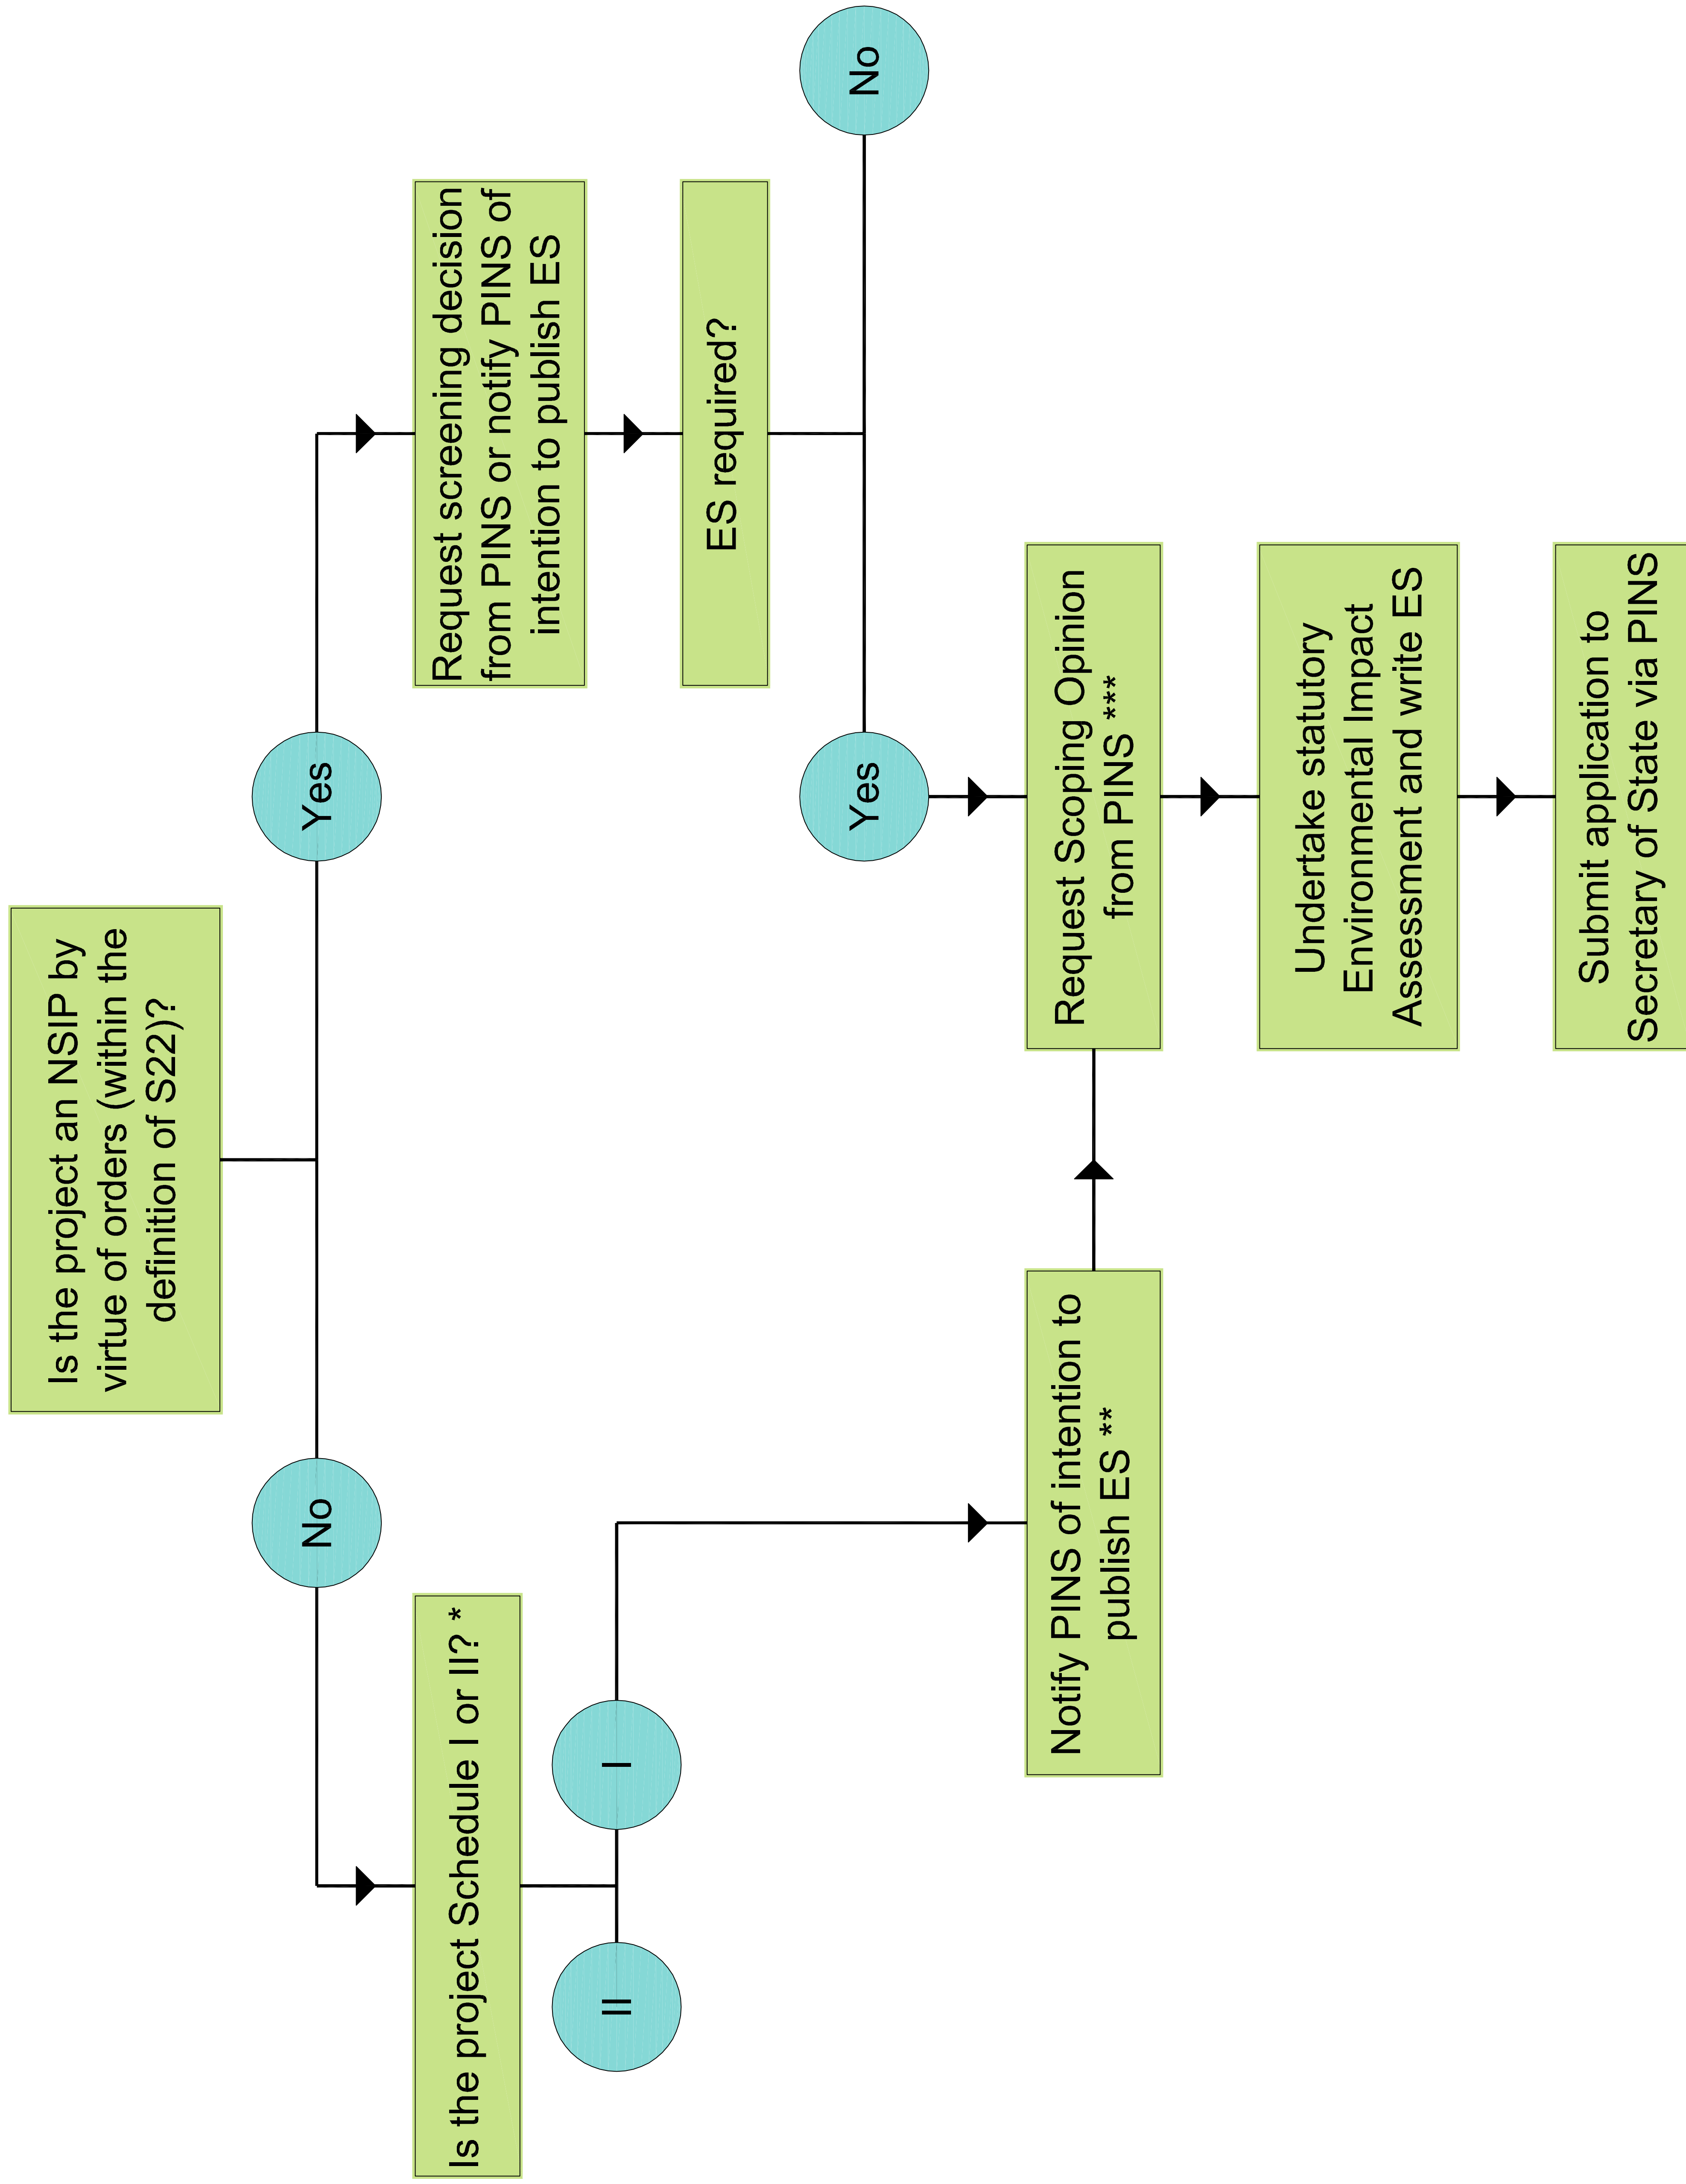 Is the project an NSIP by
virtue of orders (within the
definition of S22)?
No
Yes
Is the project Schedule I or II? *
Request screening decision
from PINS or notify PINS of
intention to publish ES
II
I
ES required?
Yes
No
Notify PINS of intention to
publish ES **
Request Scoping Opinion
from PINS ***
Undertake statutory
Environmental Impact
Assessment and write ES
Submit application to
Secretary of State via PINS